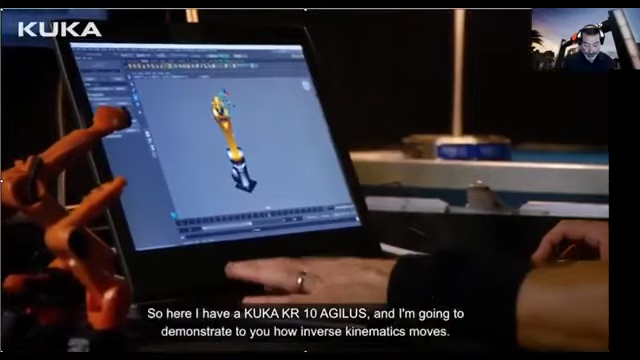 KUKA
So here I have a KUKA KR 10 AGILUS, and I'm going to
demonstrate to you how inverse kinematics moves.